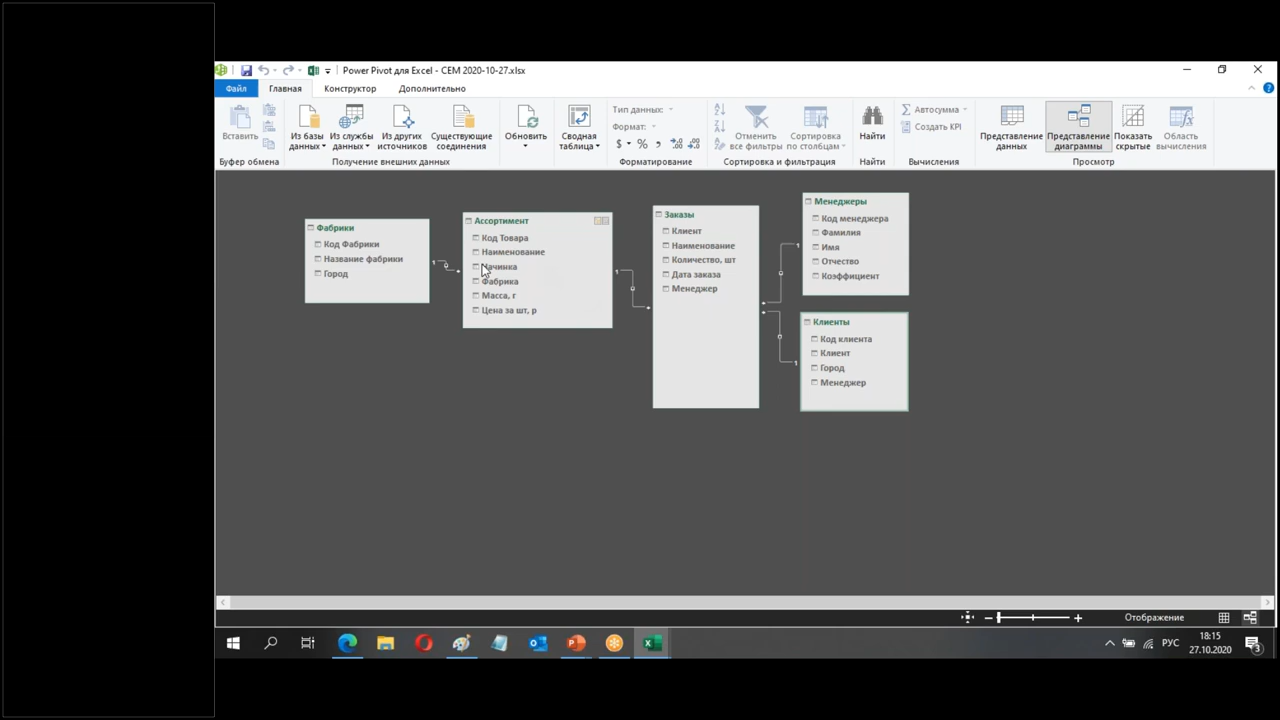 Power Pivot для Excel - СЕМ 2020-10-27.xlsx
Файл
Главная
Конструктор
Дополнительно
Вставить
Буфер обмена
Из базы данных
Из службы данных
Из других источников
Существующие соединения
Получение внешних данных
Обновить
Сводная таблица
Тип данных:
Формат:
$ % ,
Форматирование
Отменить все фильтры
Сортировка по столбцам
Сортировка и фильтрация
Найти
Найти
Автосумма
Создать KPI
Вычисления
Представление данных
Представление диаграммы
Показать скрытые
Область вычисления
Просмотр
Фабрики
Код Фабрики
Название фабрики
Город
1
Ассортимент
Код Товара
Наименование
Начинка
Фабрика
Масса, г
Цена за шт, р
1
Заказы
Клиент
Наименование
Количество, шт
Дата заказа
Менеджер
1
Менеджеры
Код менеджера
Фамилия
Имя
Отчество
Коэффициент
1
Клиенты
Код клиента
Клиент
Город
Менеджер
Отображение
РУС
18:15
27.10.2020
3